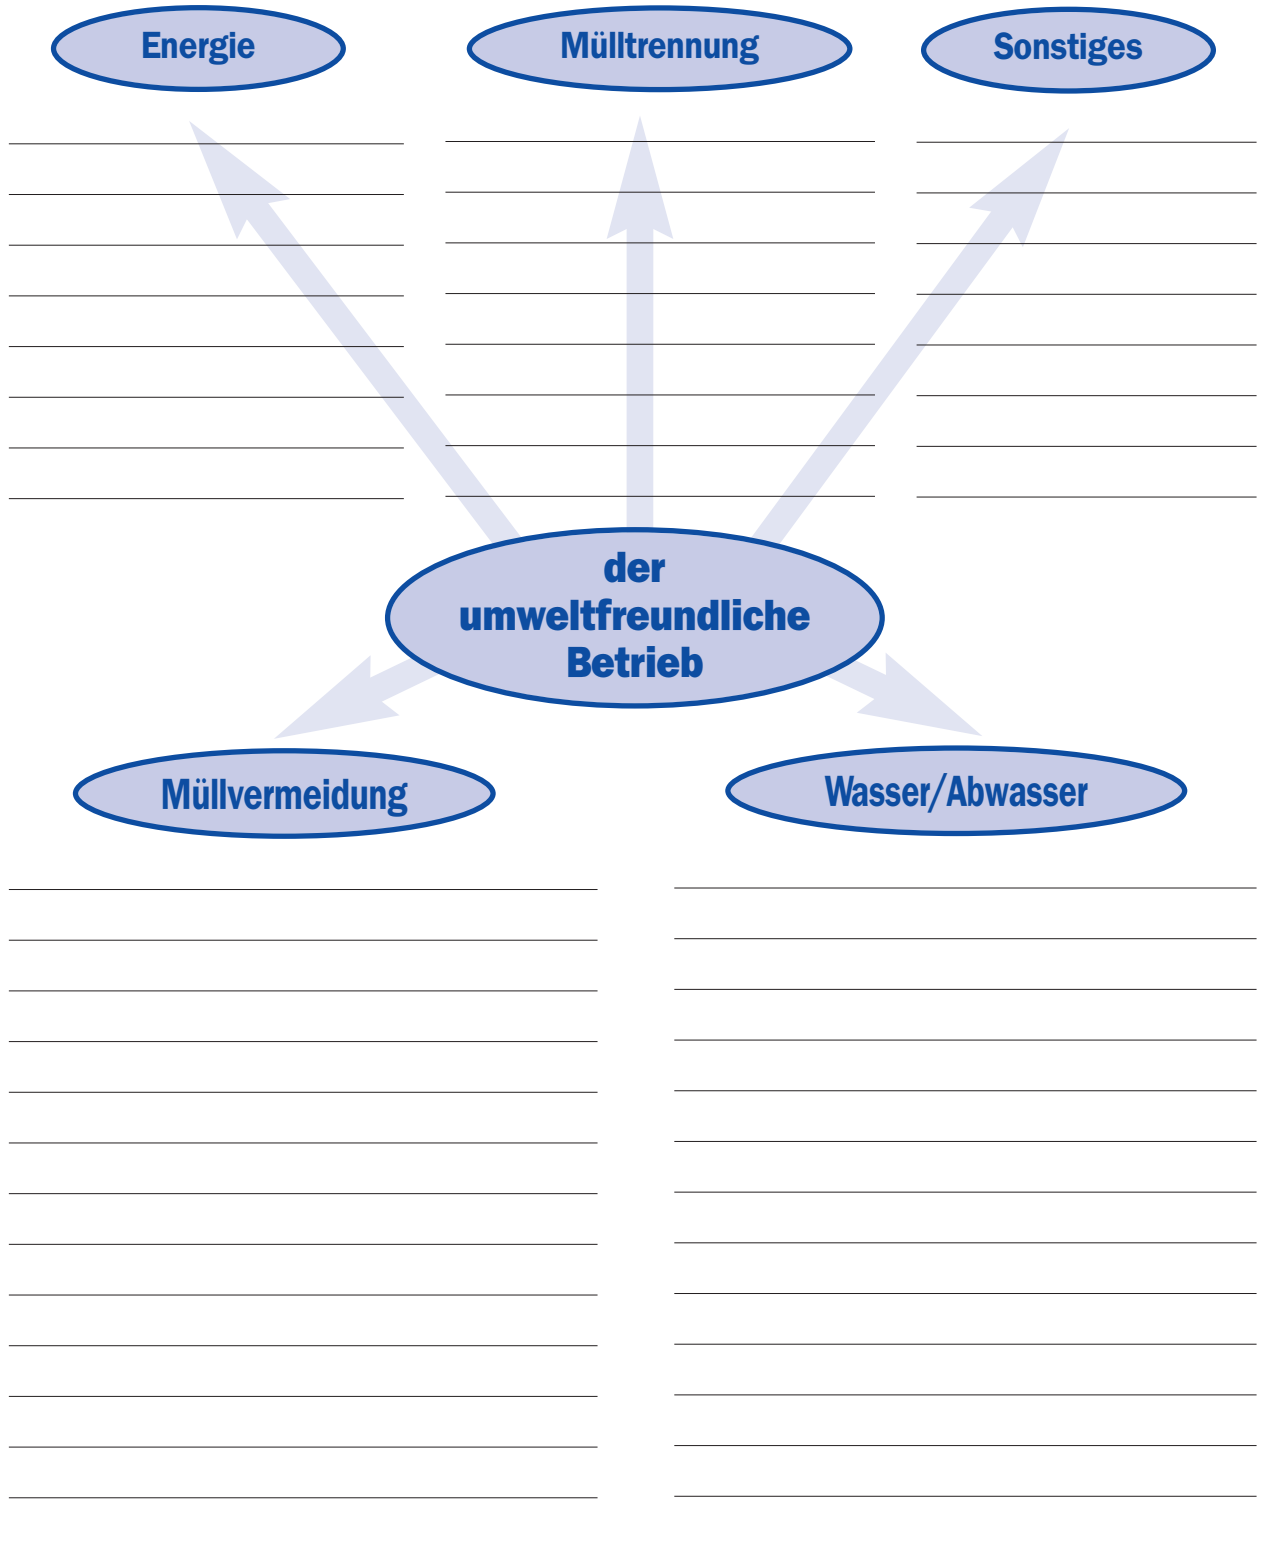 Energie
Mülltrennung
Sonstiges
der
umweltfreundliche
Betrieb
Müllvermeidung
Wasser/Abwasser